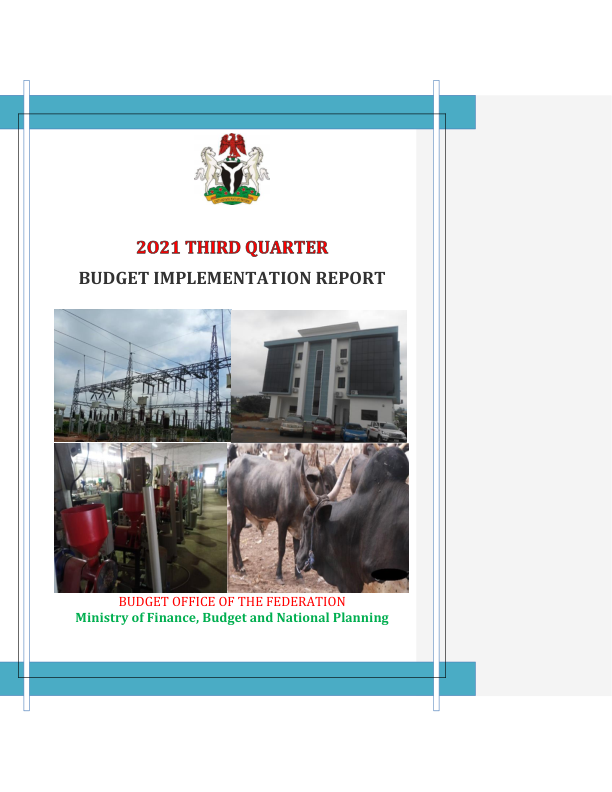 2021 THIRD QUARTER
BUDGET IMPLEMENTATION REPORT
BUDGET OFFICE OF THE FEDERATION
Ministry of Finance, Budget and National Planning